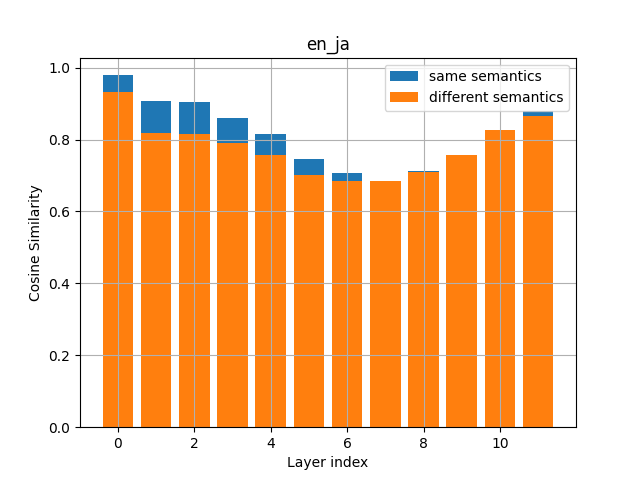 en_ja
same semantics
different semantics
Cosine Similarity
1.0
0.8
0.6
0.4
0.2
0.0
0 2 4 6 8 10
Layer index